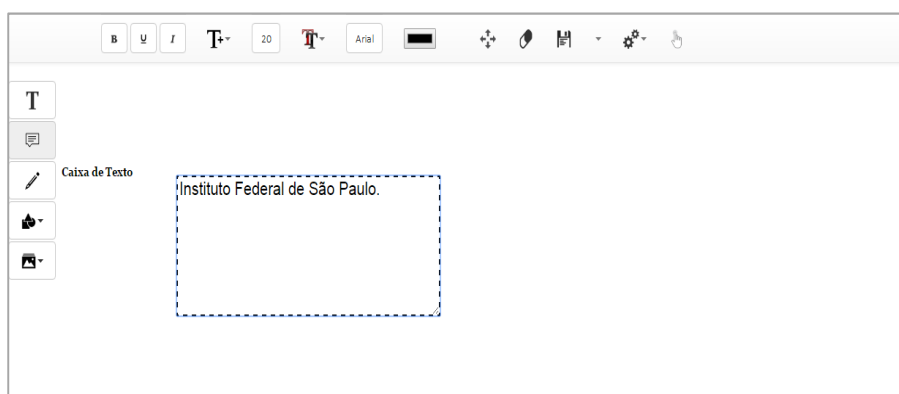 B U I T+ 20 T Arial
T
Caixa de Texto
Instituto Federal de São Paulo.